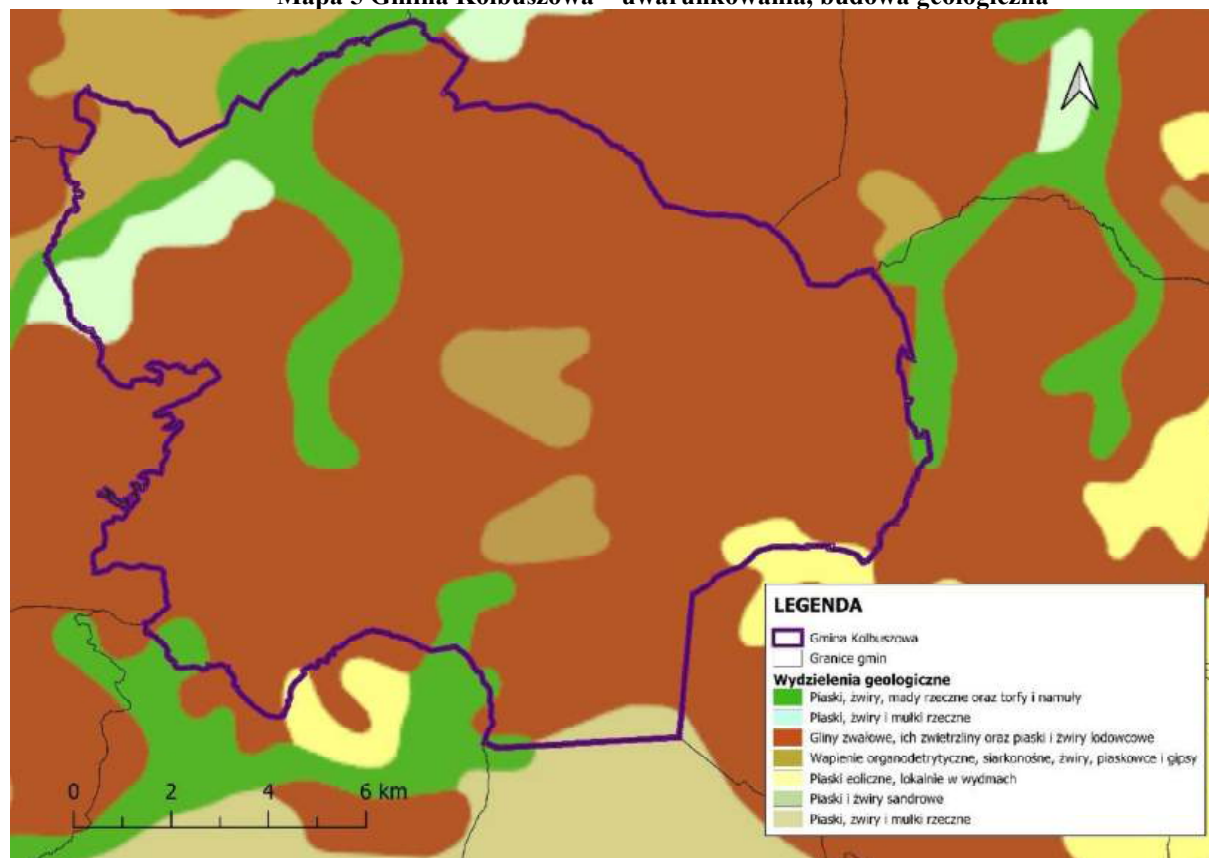 Mapa 5 Gmina Kolbuszowa – uwarunkowania, budowa geologiczna
0 2 4 6 km
LEGENDA
Gmina Kolbuszowa
Granice gmin
Wydzielenia geologiczne
Piaski, żwiry, mady rzeczne oraz torfy i namuły
Piaski, żwiry i mułki rzeczne
Gliny zwałowe, ich zwietrzliny oraz piaski i żwiry lodowcowe
Wapienie organodetrytyczne, siarkonośne, żwiry, piaskowce i gipsy
Piaski eoliczne, lokalnie w wydmach
Piaski i żwiry sandrowe
Piaski, żwiry i mułki rzeczne